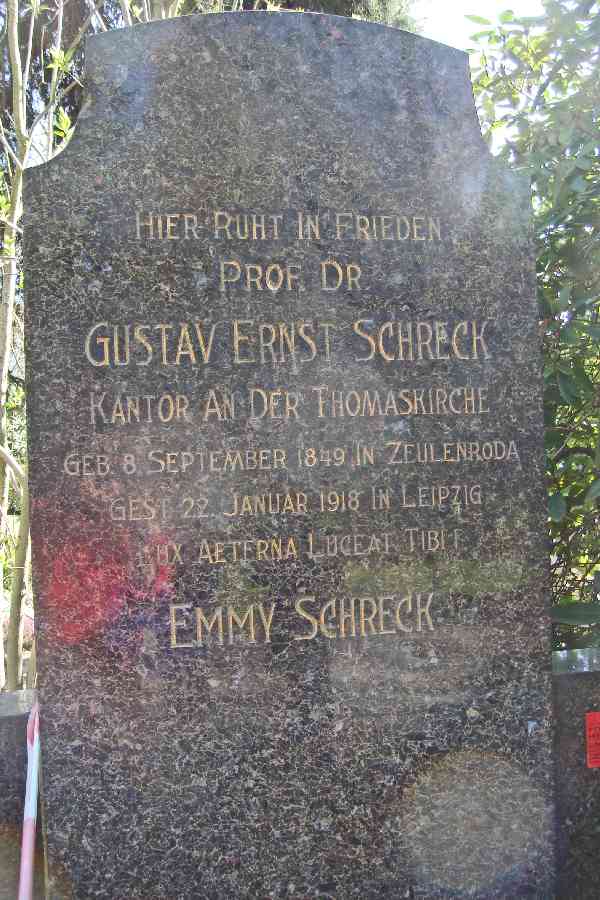 HIER RUHT IN FRIEDEN
PROF. DR.
GUSTAV ERNST SCHRECK
KANTOR AN DER THOMASKIRCHE
GEB. 8. SEPTEMBER 1849 IN ZEULENRODA
GEST. 22. JANUAR 1918 IN LEIPZIG
LUX AETERNA LUCEAT TIBI!
EMMY SCHRECK